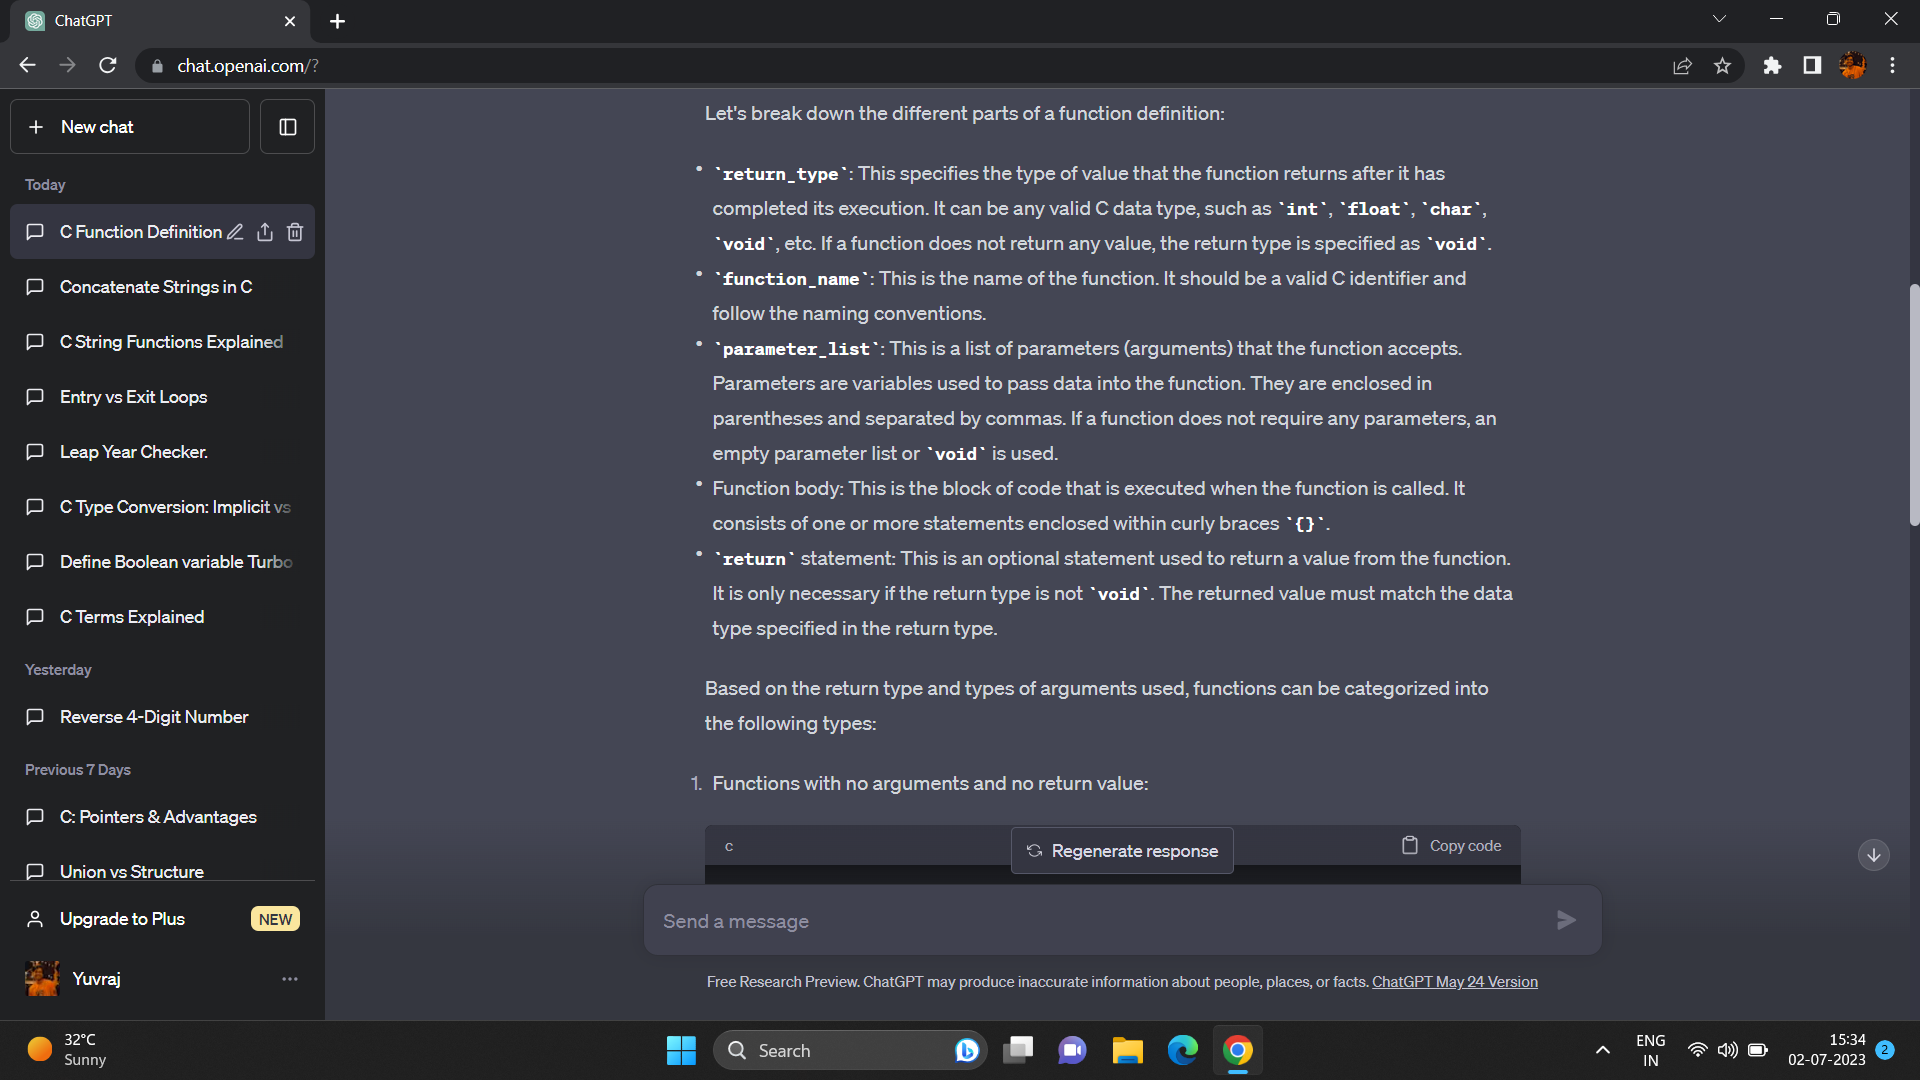 ChatGPT
chat.openai.com/?
New chat
Today
C Function Definition
Concatenate Strings in C
C String Functions Explained
Entry vs Exit Loops
Leap Year Checker.
C Type Conversion: Implicit vs
Define Boolean variable Turbo
C Terms Explained
Yesterday
Reverse 4-Digit Number
Previous 7 Days
C: Pointers & Advantages
Union vs Structure
Upgrade to Plus NEW
Yuvraj
Let's break down the different parts of a function definition:
• `return_type`: This specifies the type of value that the function returns after it has
completed its execution. It can be any valid C data type, such as `int`, `float`, `char`,
`void`, etc. If a function does not return any value, the return type is specified as `void`.
• `function_name`: This is the name of the function. It should be a valid C identifier and
follow the naming conventions.
• `parameter_list`: This is a list of parameters (arguments) that the function accepts.
Parameters are variables used to pass data into the function. They are enclosed in
parentheses and separated by commas. If a function does not require any parameters, an
empty parameter list or `void` is used.
• Function body: This is the block of code that is executed when the function is called. It
consists of one or more statements enclosed within curly braces `{}`.
• `return` statement: This is an optional statement used to return a value from the function.
It is only necessary if the return type is not `void`. The returned value must match the data
type specified in the return type.
Based on the return type and types of arguments used, functions can be categorized into
the following types:
1. Functions with no arguments and no return value:
c
Copy code
Regenerate response
Send a message
Free Research Preview. ChatGPT may produce inaccurate information about people, places, or facts. ChatGPT May 24 Version
32°C
Sunny
Search
ENG
IN
15:34
02-07-2023
2